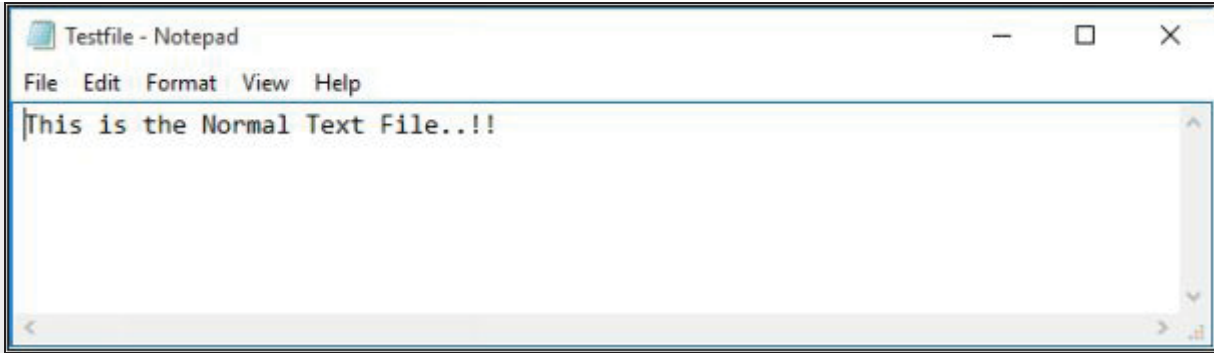 Testfile - Notepad
File Edit Format View Help
This is the Normal Text File..!!